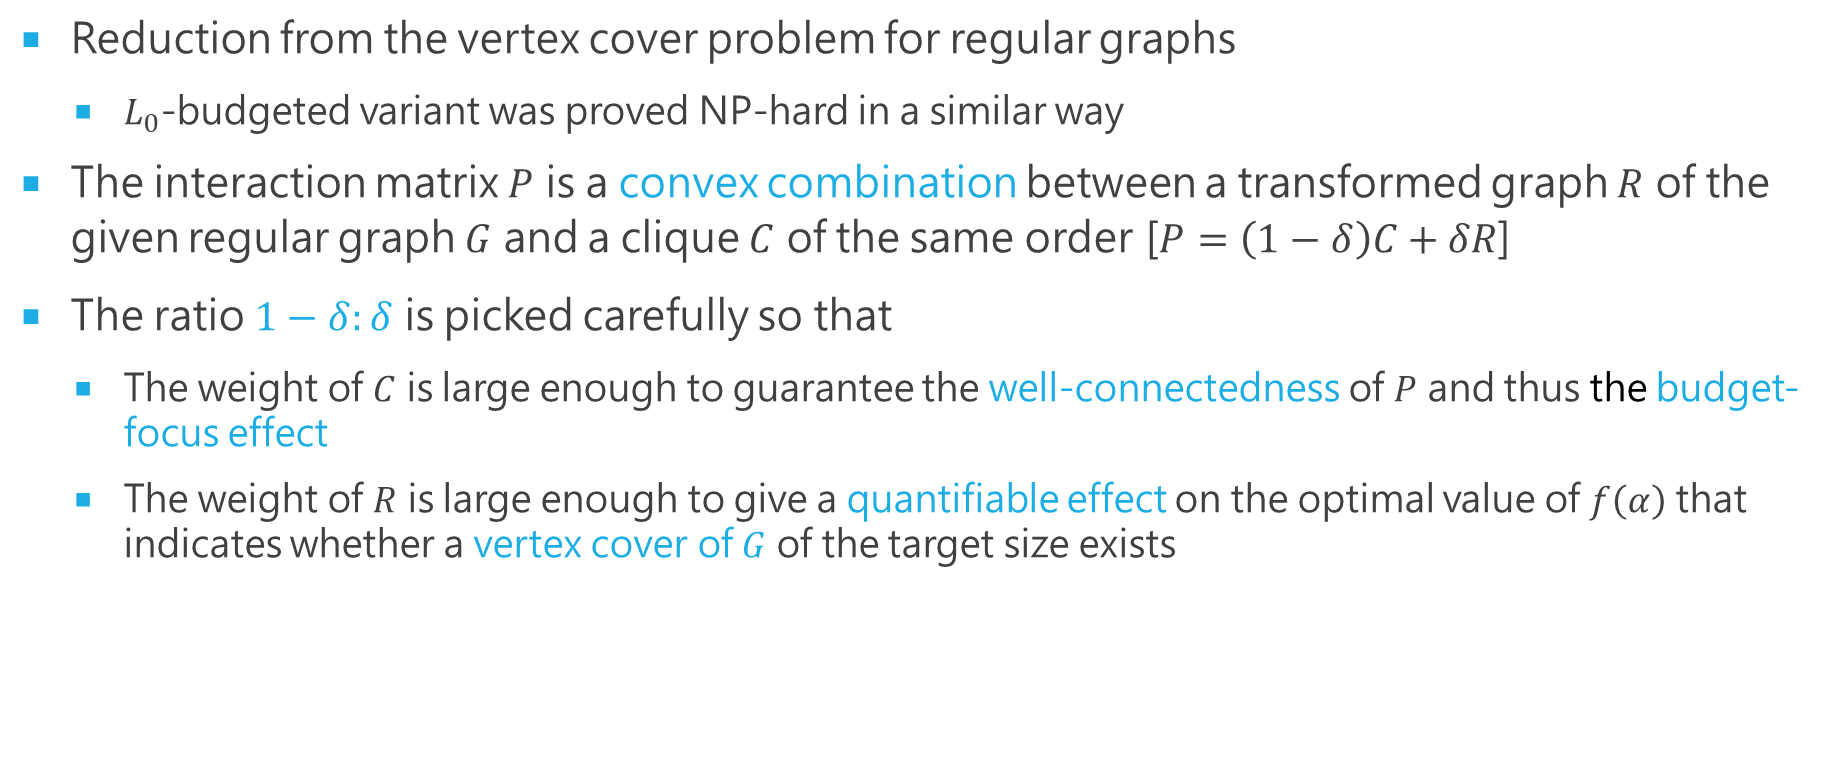 ▪ Reduction from the vertex cover problem for regular graphs
▪ L₀-budgeted variant was proved NP-hard in a similar way
▪ The interaction matrix P is a convex combination between a transformed graph R of the
given regular graph G and a clique C of the same order [P = (1 − δ)C + δR]
▪ The ratio 1 − δ: δ is picked carefully so that
▪ The weight of C is large enough to guarantee the well-connectedness of P and thus the budget-
focus effect
▪ The weight of R is large enough to give a quantifiable effect on the optimal value of f(α) that
indicates whether a vertex cover of G of the target size exists